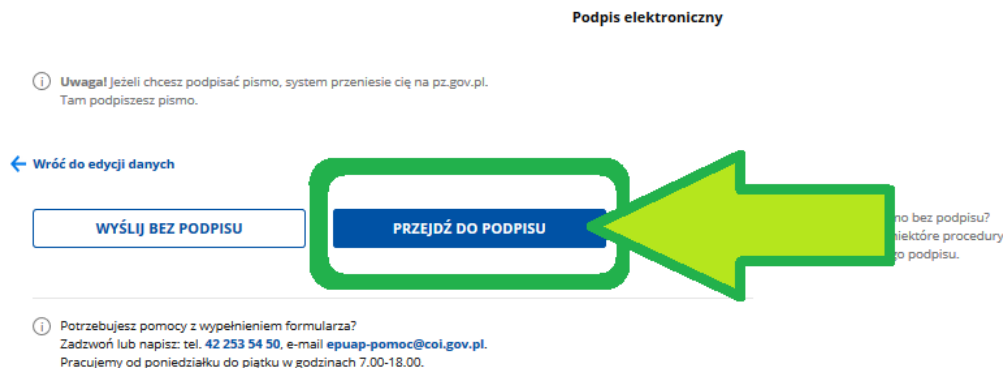 Podpis elektroniczny
Uwaga! Jeżeli chcesz podpisać pismo, system przeniesie cię na pz.gov.pl.
Tam podpiszesz pismo.
Wróć do edycji danych
WYŚLIJ BEZ PODPISU
PRZEJDŹ DO PODPISU
bez podpisu?
niektóre procedury
podpisu.
Potrzebujesz pomocy z wypełnieniem formularza?
Zadzwoń lub napisz: tel. 42 253 54 50, e-mail epuap-pomoc@coi.gov.pl.
Pracujemy od poniedziałku do piątku w godzinach 7.00-18.00.